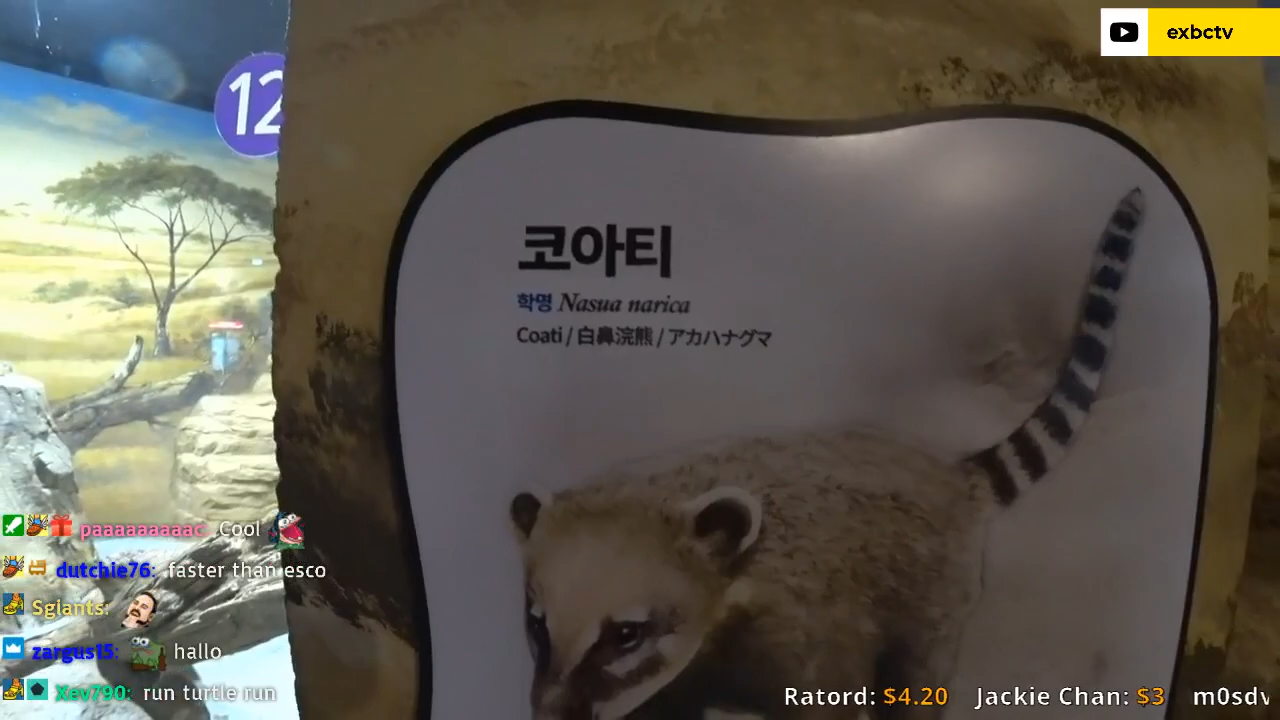 exbctv
12
코아티
학명 Nasua narica
Coati / 白鼻浣熊 / アカハナグマ
paaaaaaaaac: Cool
dutchie76: faster than esco
Sgiants:
zargus15: hallo
Xev790: run turtle run
Ratord: $4.20 Jackie Chan: $3 m0sdv